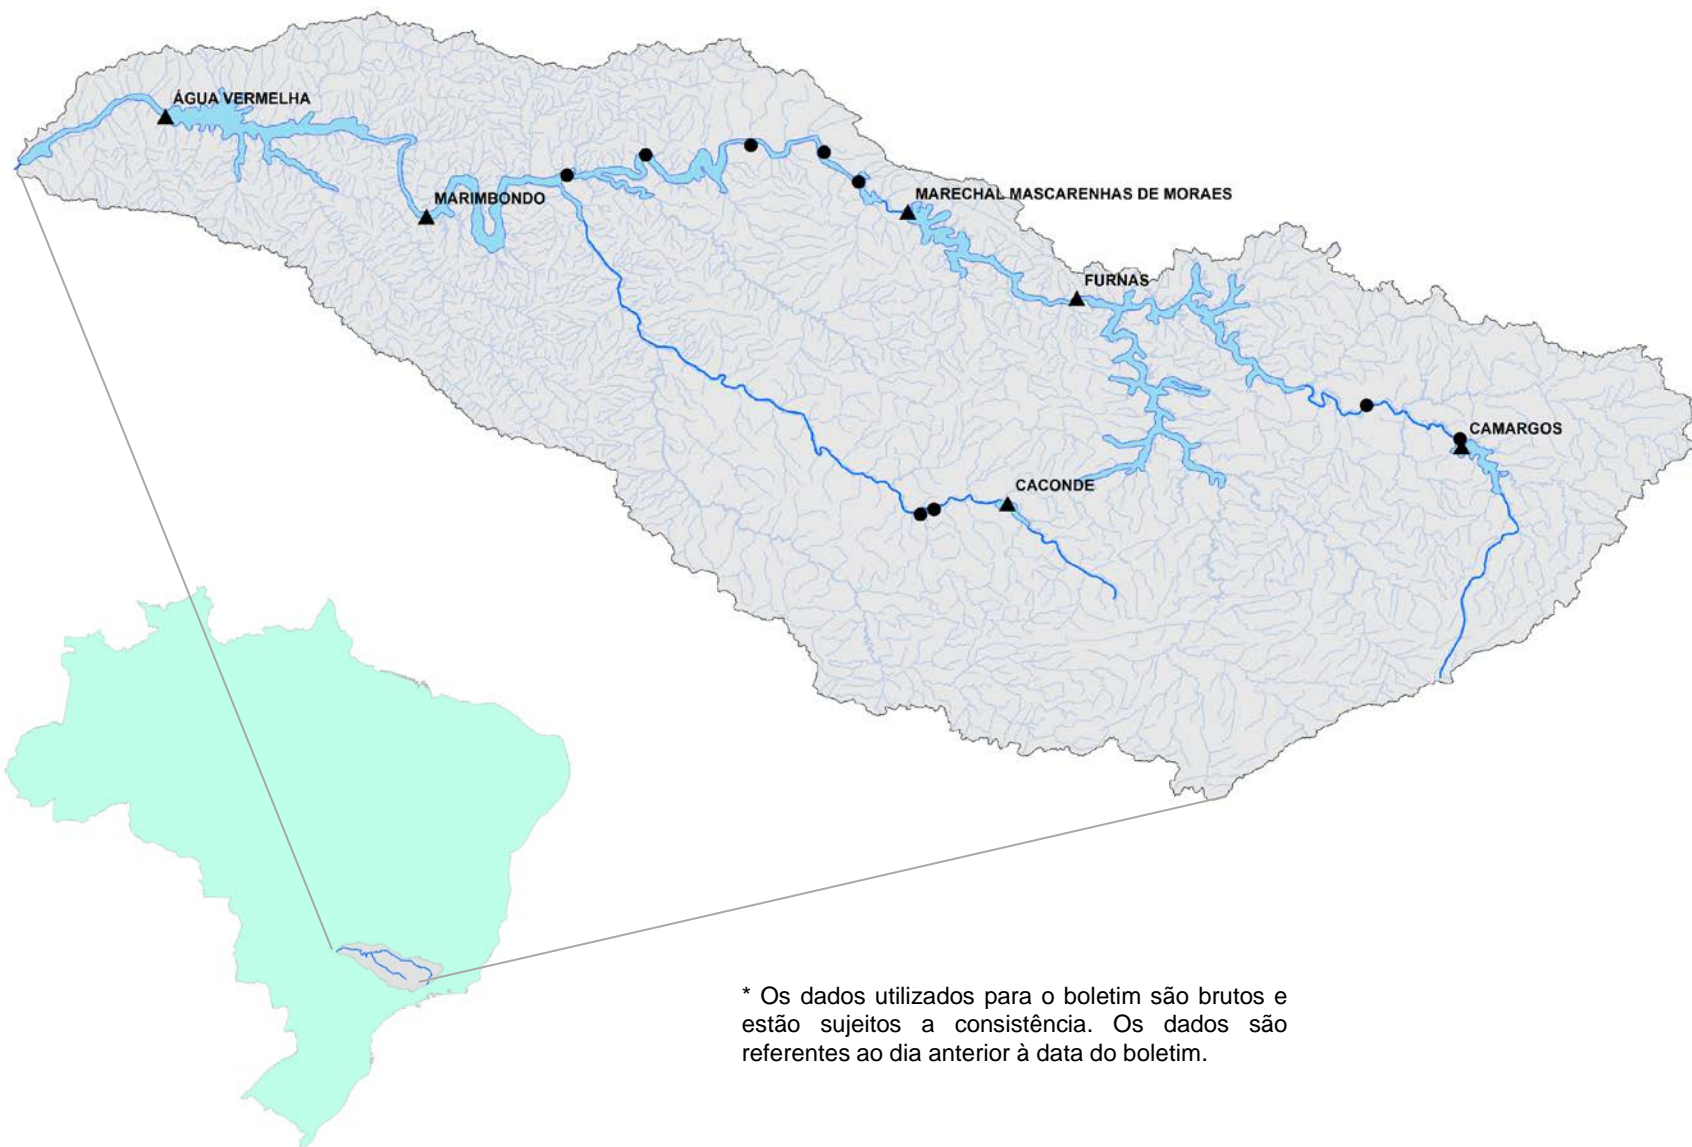 ÁGUA VERMELHA
MARIMBONDO
MARECHAL MASCARENHAS DE MORAES
FURNAS
CAMARGOS
CACONDE
* Os dados utilizados para o boletim são brutos e
estão sujeitos a consistência. Os dados são
referentes ao dia anterior à data do boletim.